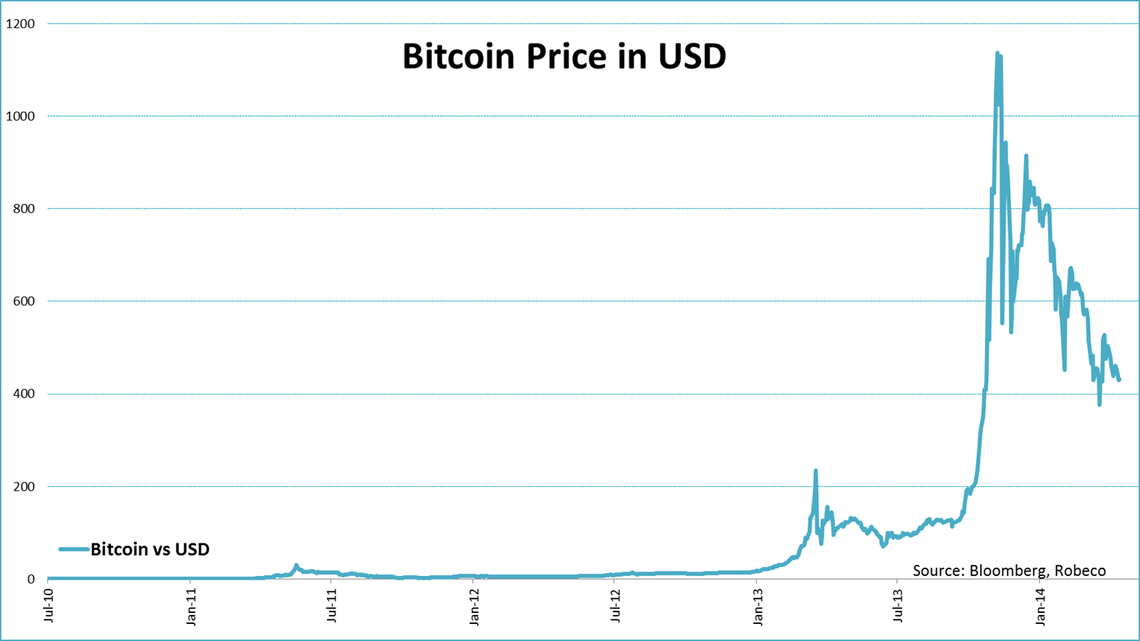 Bitcoin Price in USD
1200
1000
800
600
400
200
0
Bitcoin vs USD
Source: Bloomberg, Robeco
Jul-10
Jan-11
Jul-11
Jan-12
Jul-12
Jan-13
Jul-13
Jan-14